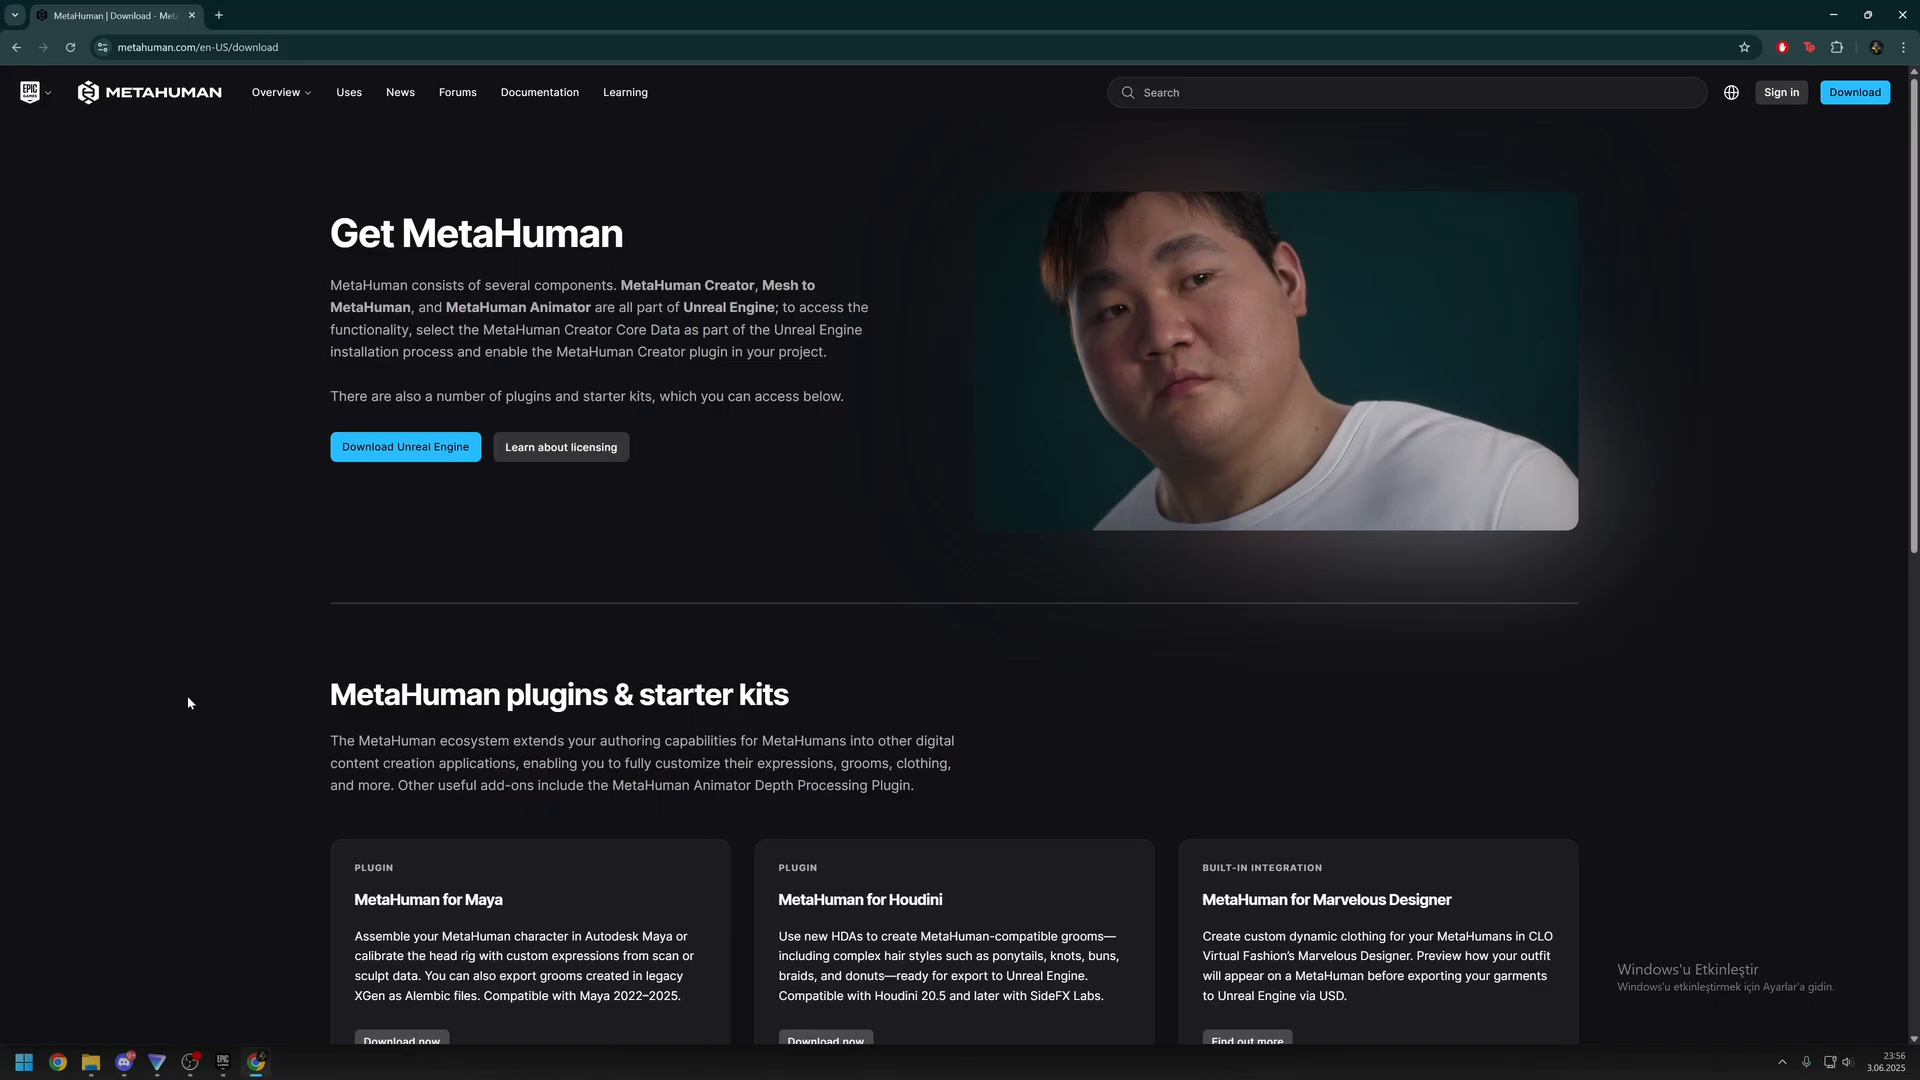 MetaHuman | Download - Met
metahuman.com/en-US/download
EPIC GAMES
METAHUMAN
Overview
Uses
News
Forums
Documentation
Learning
Search
Sign in
Download
Get MetaHuman
MetaHuman consists of several components. MetaHuman Creator, Mesh to
MetaHuman, and MetaHuman Animator are all part of Unreal Engine; to access the
functionality, select the MetaHuman Creator Core Data as part of the Unreal Engine
installation process and enable the MetaHuman Creator plugin in your project.
There are also a number of plugins and starter kits, which you can access below.
Download Unreal Engine
Learn about licensing
MetaHuman plugins & starter kits
The MetaHuman ecosystem extends your authoring capabilities for MetaHumans into other digital
content creation applications, enabling you to fully customize their expressions, grooms, clothing,
and more. Other useful add-ons include the MetaHuman Animator Depth Processing Plugin.
PLUGIN
MetaHuman for Maya
Assemble your MetaHuman character in Autodesk Maya or
calibrate the head rig with custom expressions from scan or
sculpt data. You can also export grooms created in legacy
XGen as Alembic files. Compatible with Maya 2022–2025.
Download now
PLUGIN
MetaHuman for Houdini
Use new HDAs to create MetaHuman-compatible grooms—
including complex hair styles such as ponytails, knots, buns,
braids, and donuts—ready for export to Unreal Engine.
Compatible with Houdini 20.5 and later with SideFX Labs.
Download now
BUILT-IN INTEGRATION
MetaHuman for Marvelous Designer
Create custom dynamic clothing for your MetaHumans in CLO
Virtual Fashion's Marvelous Designer. Preview how your outfit
will appear on a MetaHuman before exporting your garments
to Unreal Engine via USD.
Find out more
Windows'u Etkinleştir
Windows'u etkinleştirmek için Ayarlar'a gidin.
23:56
3.06.2025